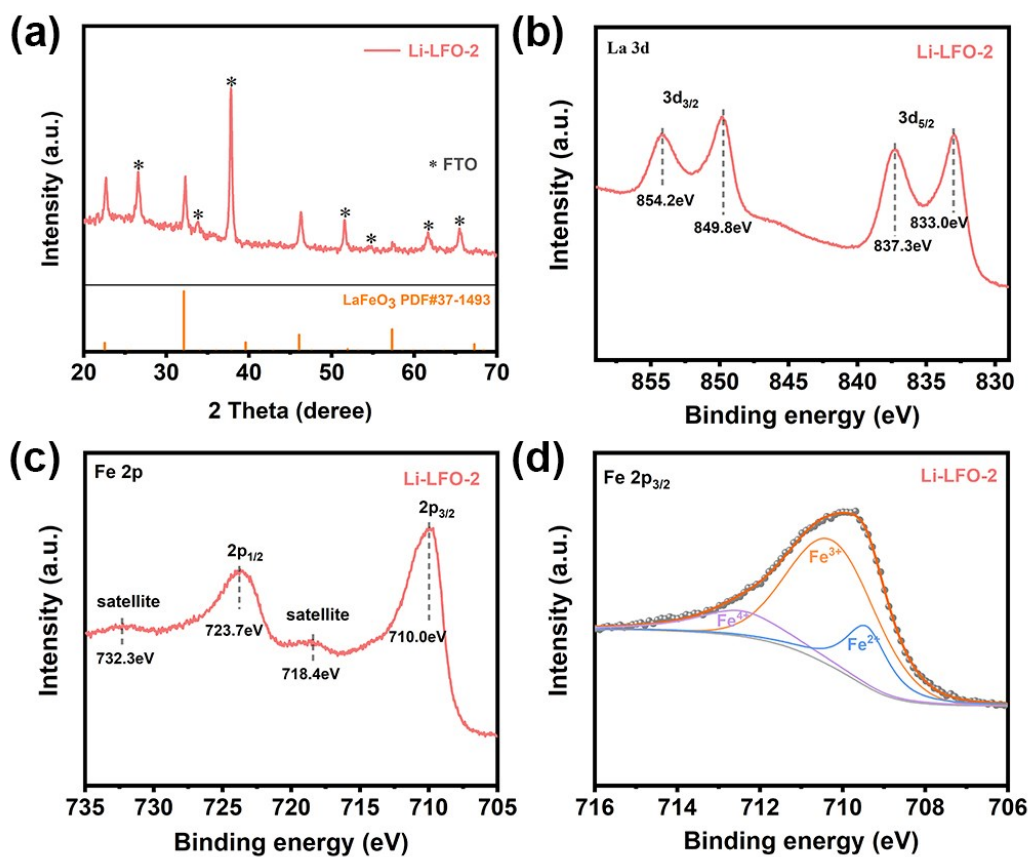 (a)
Li-LFO-2
*
*
*
*
*
*
*
*
* FTO
Intensity (a.u.)
LaFeO3 PDF#37-1493
20 30 40 50 60 70
2 Theta (deree)
(b)
La 3d
Li-LFO-2
3d3/2
3d5/2
854.2eV
849.8eV
837.3eV
833.0eV
Intensity (a.u.)
855 850 845 840 835 830
Binding energy (eV)
(c)
Fe 2p
Li-LFO-2
2p3/2
2p1/2
satellite
satellite
723.7eV
710.0eV
732.3eV
718.4eV
Intensity (a.u.)
735 730 725 720 715 710 705
Binding energy (eV)
(d)
Fe 2p3/2
Li-LFO-2
Fe3+
Fe4+
Fe2+
Intensity (a.u.)
716 714 712 710 708 706
Binding energy (eV)